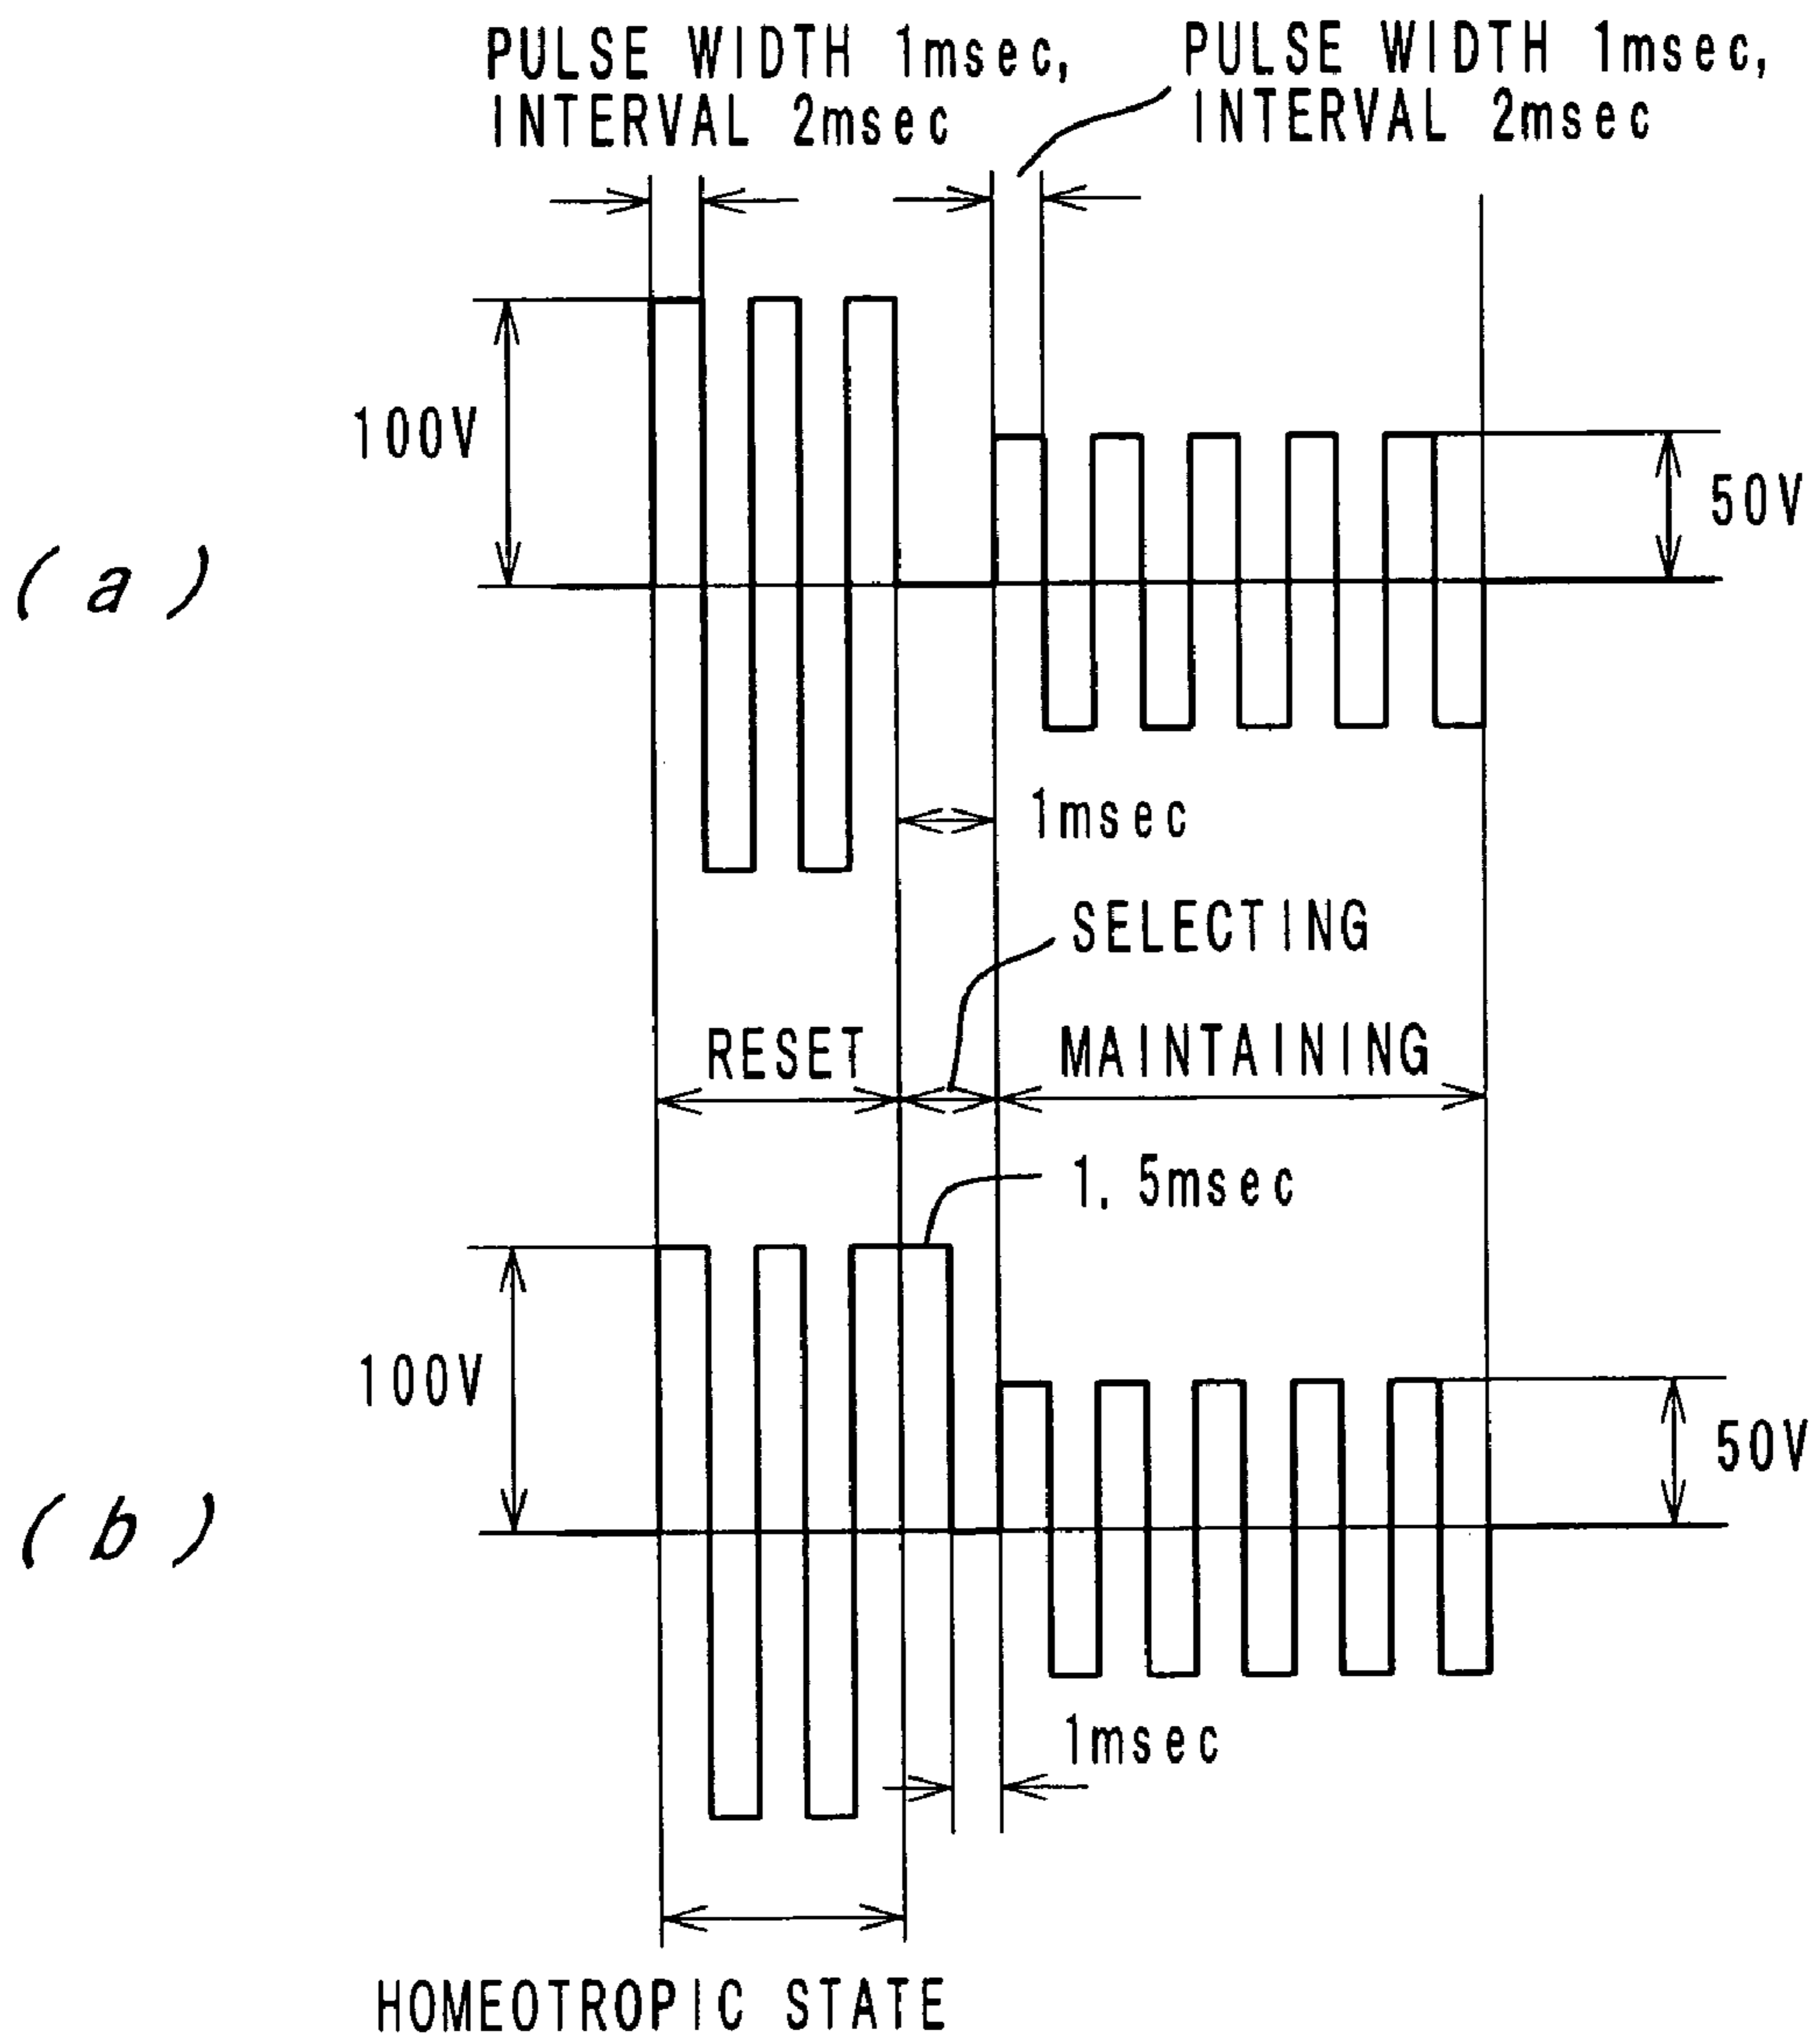 PULSE WIDTH 1msec,
INTERVAL 2msec
PULSE WIDTH 1msec,
INTERVAL 2msec
100V
50V
(a)
1msec
SELECTING
RESET
MAINTAINING
1. 5msec
100V
50V
(b)
1msec
HOMEOTROPIC STATE